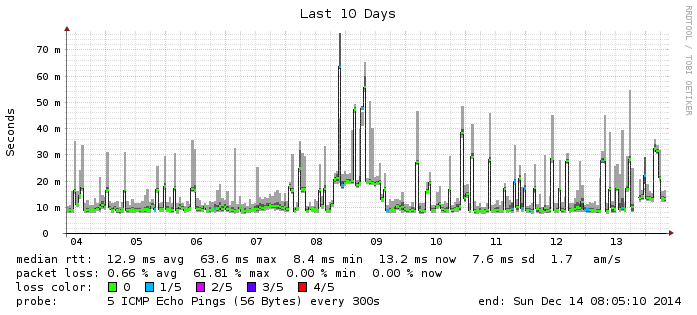 Last 10 Days
RRDTOOL / TOBI OETIKER
Seconds
70 m
60 m
50 m
40 m
30 m
20 m
10 m
0
04 05 06 07 08 09 10 11 12 13
median rtt: 12.9 ms avg 63.6 ms max 8.4 ms min 13.2 ms now 7.6 ms sd 1.7 am/s
packet loss: 0.66 % avg 61.81 % max 0.00 % min 0.00 % now
loss color: 0 1/5 2/5 3/5 4/5
probe: 5 ICMP Echo Pings (56 Bytes) every 300s end: Sun Dec 14 08:05:10 2014